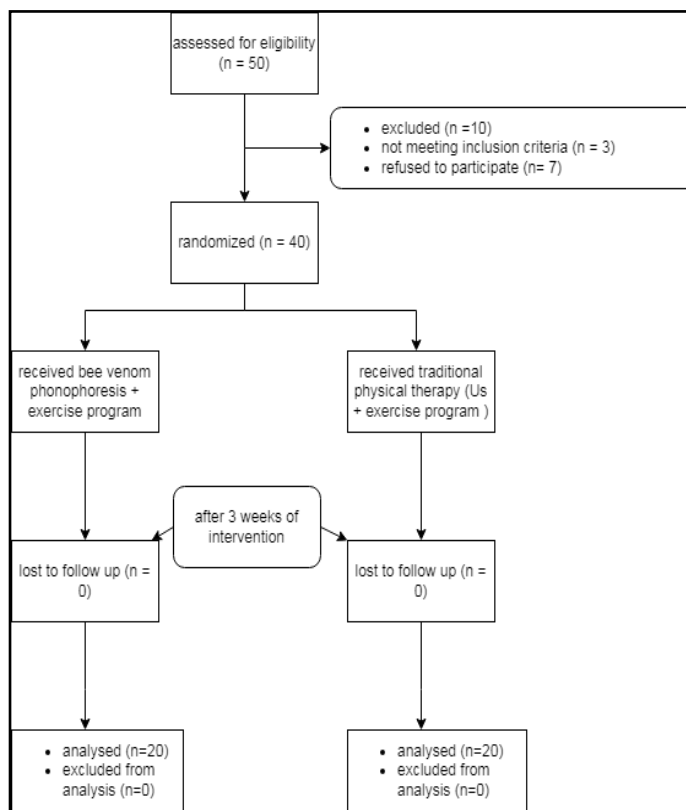 assessed for eligibility
(n = 50)
• excluded (n =10)
• not meeting inclusion criteria (n = 3)
• refused to participate (n= 7)
randomized (n = 40)
received bee venom
phonophoresis +
exercise program
received traditional
physical therapy (Us
+ exercise program )
after 3 weeks of
intervention
lost to follow up (n =
0)
lost to follow up (n =
0)
• analysed (n=20)
• excluded from
analysis (n=0)
• analysed (n=20)
• excluded from
analysis (n=0)